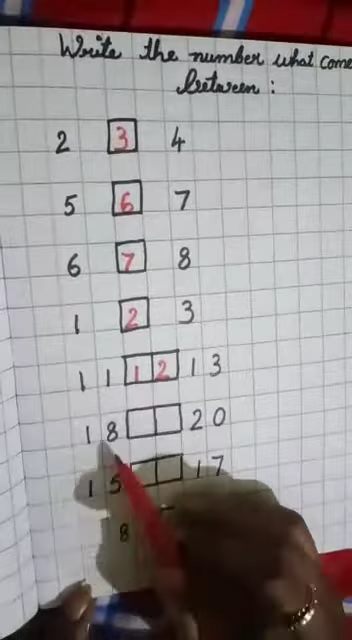 Write the number what come
between :
2 3 4
5 6 7
6 7 8
1 2 3
11 12 13
18 20
15 17
8